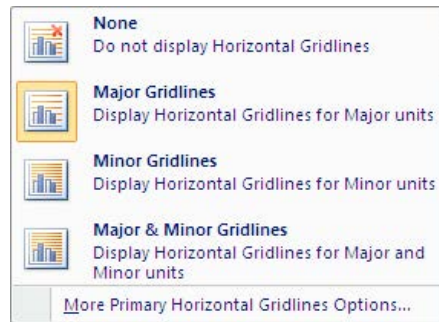 None
Do not display Horizontal Gridlines
Major Gridlines
Display Horizontal Gridlines for Major units
Minor Gridlines
Display Horizontal Gridlines for Minor units
Major & Minor Gridlines
Display Horizontal Gridlines for Major and
Minor units
More Primary Horizontal Gridlines Options...